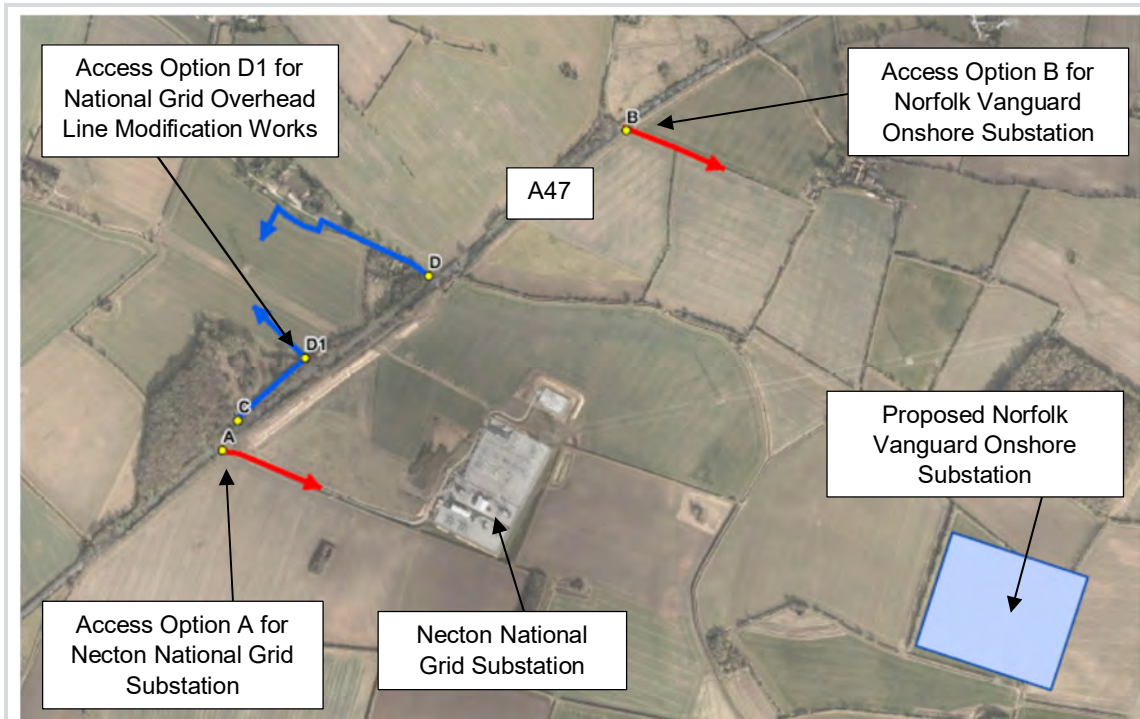 Access Option D1 for
National Grid Overhead
Line Modification Works
Access Option B for
Norfolk Vanguard
Onshore Substation
B
A47
D
D1
C
A
Proposed Norfolk
Vanguard Onshore
Substation
Access Option A for
Necton National Grid
Substation
Necton National
Grid Substation